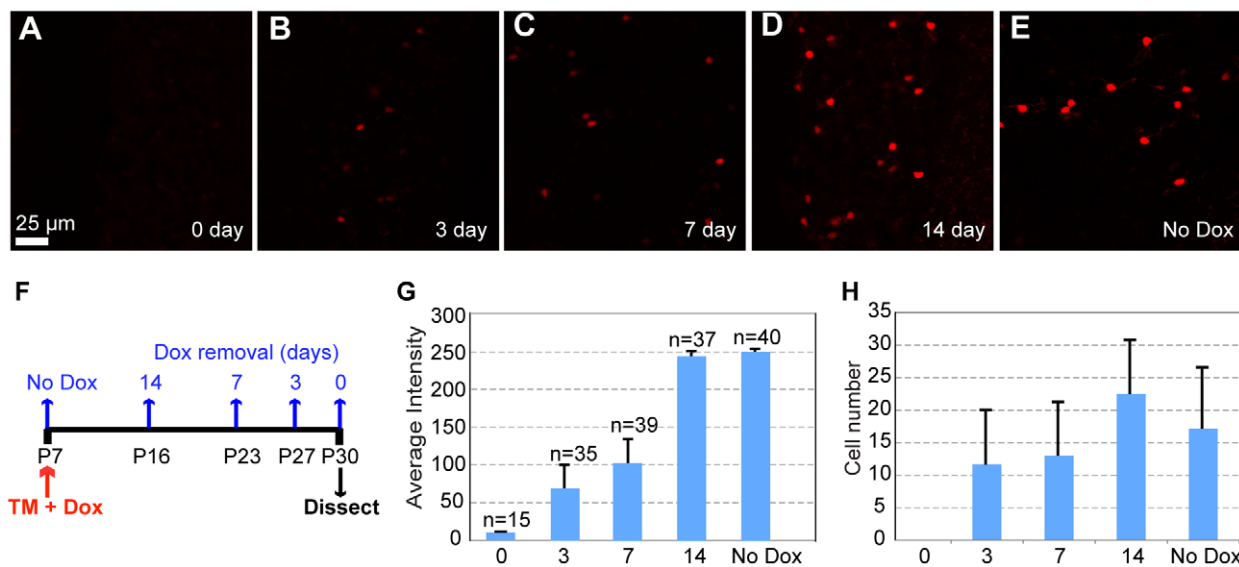 A
B
C
D
E
25 µm
0 day
3 day
7 day
14 day
No Dox
F
Dox removal (days)
No Dox 14 7 3 0
P7 P16 P23 P27 P30
TM + Dox
Dissect
G
Average Intensity
300
250
200
150
100
50
0
n=15
n=35
n=39
n=37
n=40
0 3 7 14 No Dox
H
Cell number
35
30
25
20
15
10
5
0
0 3 7 14 No Dox